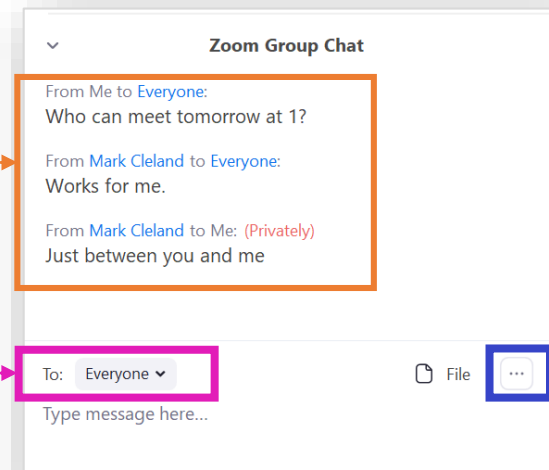 Zoom Group Chat
From Me to Everyone:
Who can meet tomorrow at 1?
From Mark Cleland to Everyone:
Works for me.
From Mark Cleland to Me: (Privately)
Just between you and me
To: Everyone File ...
Type message here...